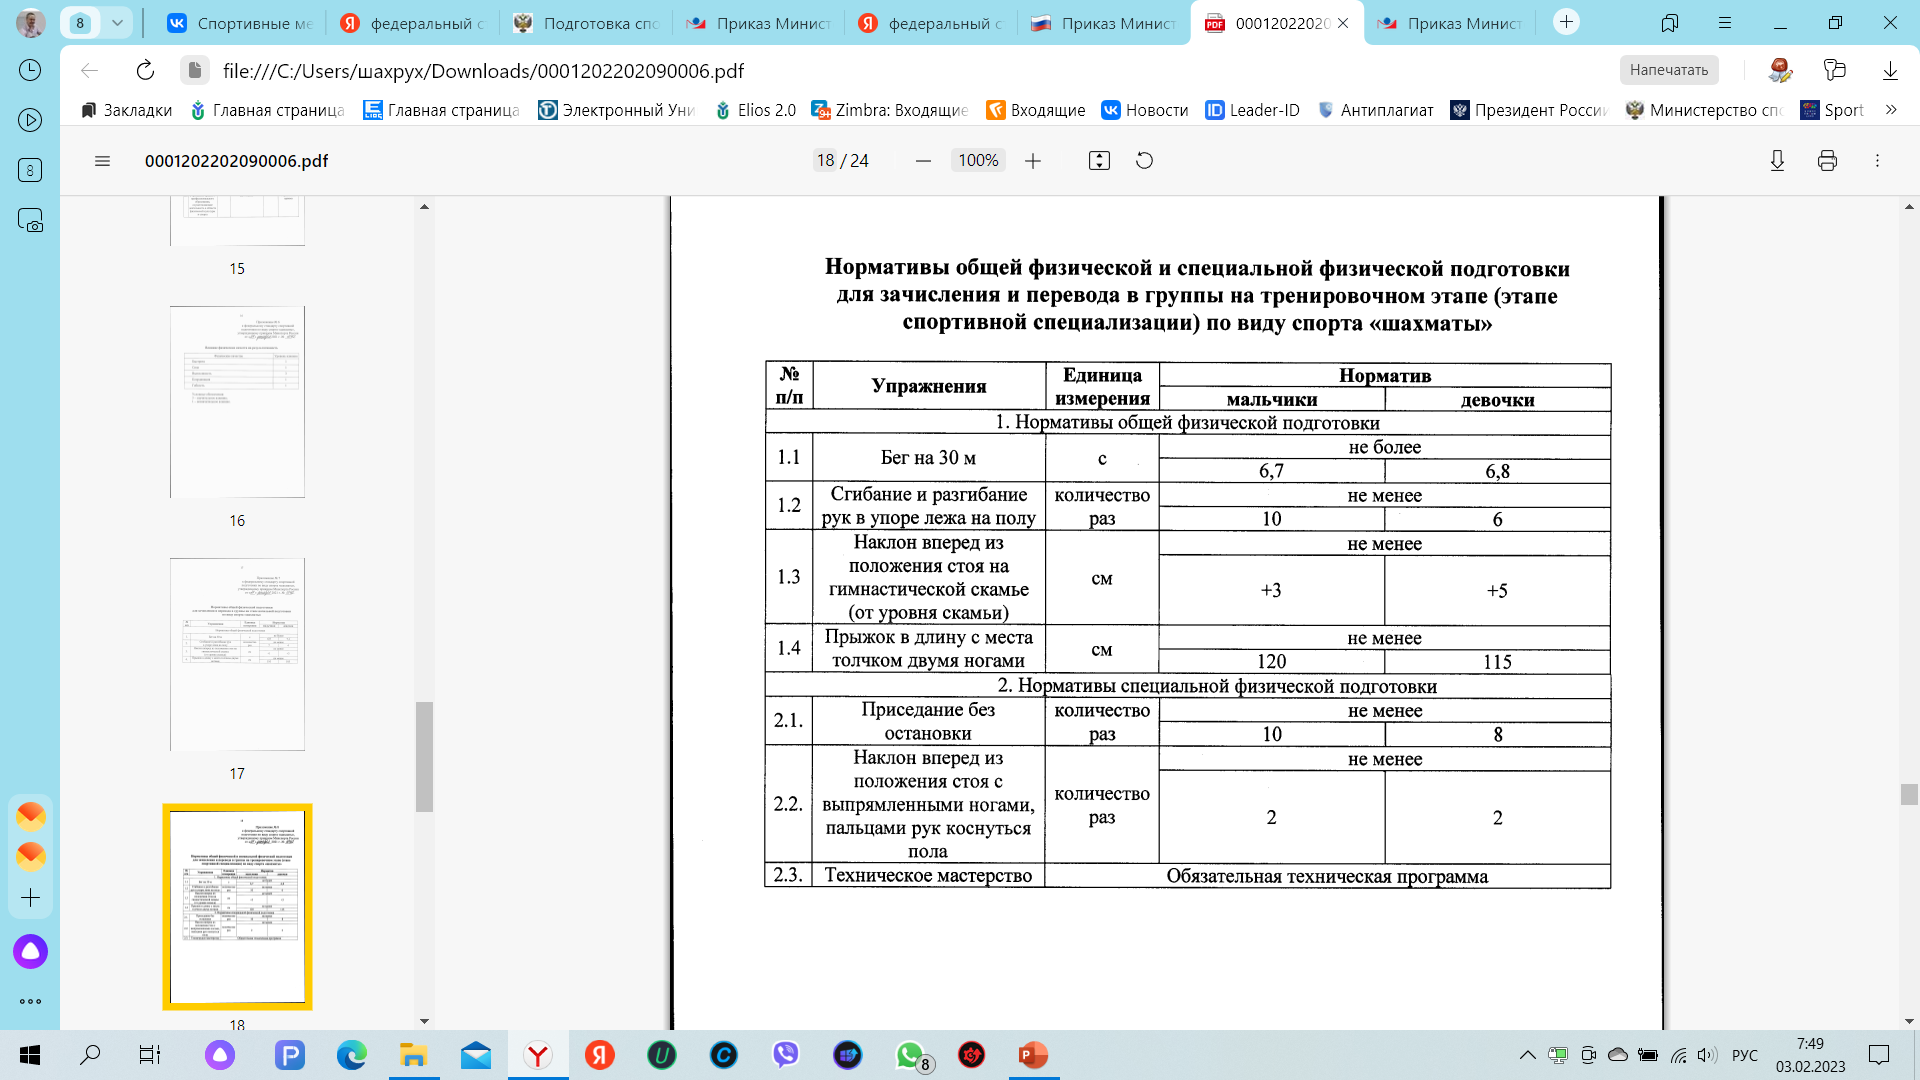 8
Спортивные ме
федеральный с
Подготовка спо
Приказ Минист
федеральный с
Приказ Минист
00012022020
Приказ Минист
file:///C:/Users/шахрух/Downloads/0001202202090006.pdf
Напечатать
Закладки
Главная страница
Главная страница
Электронный Уни
Elios 2.0
Zimbra: Входящие
Входящие
Новости
Leader-ID
Антиплагиат
Президент России
Министерство спо
Sport
»
8
0001202202090006.pdf
18 / 24
100%
15
16
17
18
Нормативы общей физической и специальной физической подготовки
для зачисления и перевода в группы на тренировочном этапе (этапе
спортивной специализации) по виду спорта «шахматы»
№ п/п
Упражнения
Единица измерения
Норматив
мальчики
девочки
1. Нормативы общей физической подготовки
1.1
Бег на 30 м
с
не более
6,7
6,8
1.2
Сгибание и разгибание
рук в упоре лежа на полу
количество
раз
не менее
10
6
1.3
Наклон вперед из
положения стоя на
гимнастической скамье
(от уровня скамьи)
см
не менее
+3
+5
1.4
Прыжок в длину с места
толчком двумя ногами
см
не менее
120
115
2. Нормативы специальной физической подготовки
2.1.
Приседание без
остановки
количество
раз
не менее
10
8
2.2.
Наклон вперед из
положения стоя с
выпрямленными ногами,
пальцами рук коснуться
пола
количество
раз
не менее
2
2
2.3.
Техническое мастерство
Обязательная техническая программа
8
РУС
7:49
03.02.2023